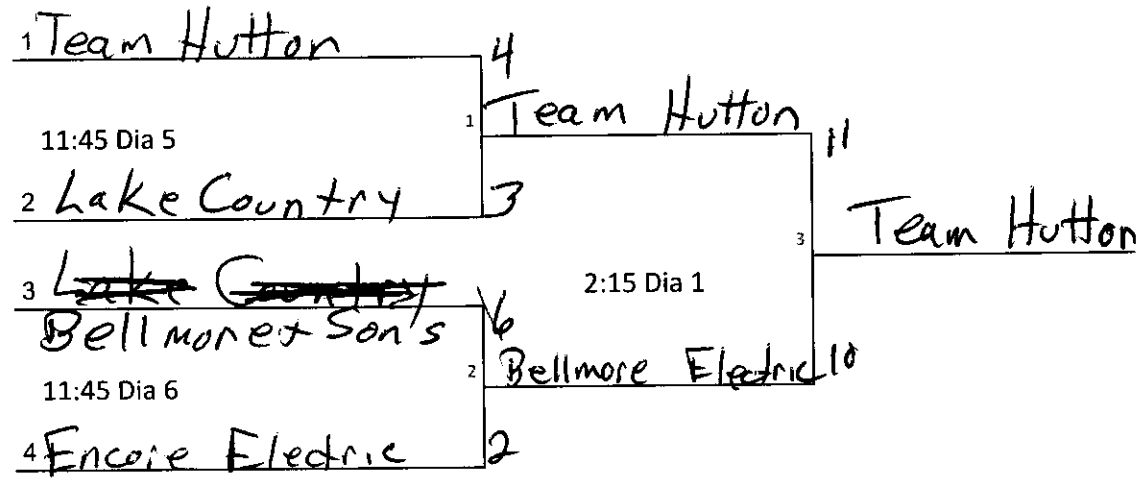 1 Team Hutton 4
1 Team Hutton 11
11:45 Dia 5
2 Lake Country 3
3 Team Hutton
3 Lake Country
2:15 Dia 1
Bellmore + Son's 6
2 Bellmore Electric 10
11:45 Dia 6
4 Encore Electric 2